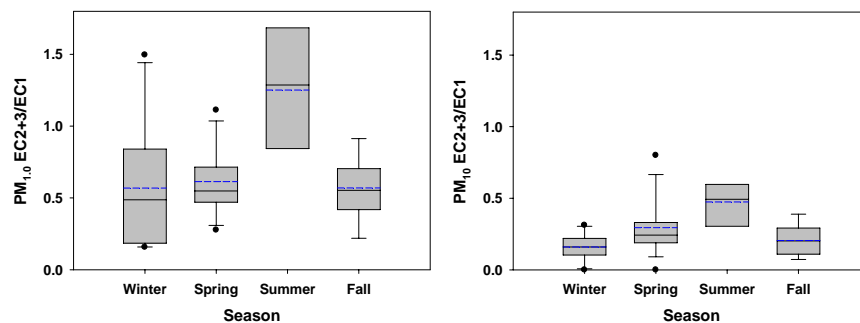 PM1.0 EC2+3/EC1
1.5
1.0
0.5
0.0
Winter Spring Summer Fall
Season
PM10 EC2+3/EC1
1.5
1.0
0.5
0.0
Winter Spring Summer Fall
Season